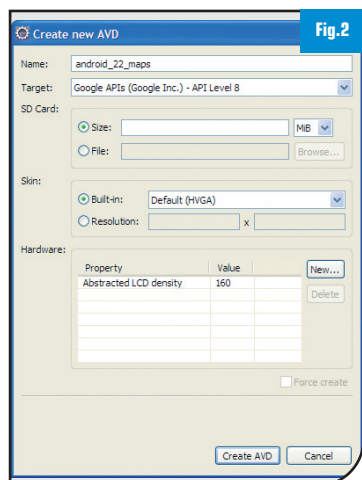 Fig.2
Create new AVD
Name: android_22_maps
Target: Google APIs (Google Inc.) - API Level 8
SD Card:
Size: MiB
File: Browse...
Skin:
Built-in: Default (HVGA)
Resolution: x
Hardware:
Property Value New...
Abstracted LCD density 160
Delete
Force create
Create AVD Cancel